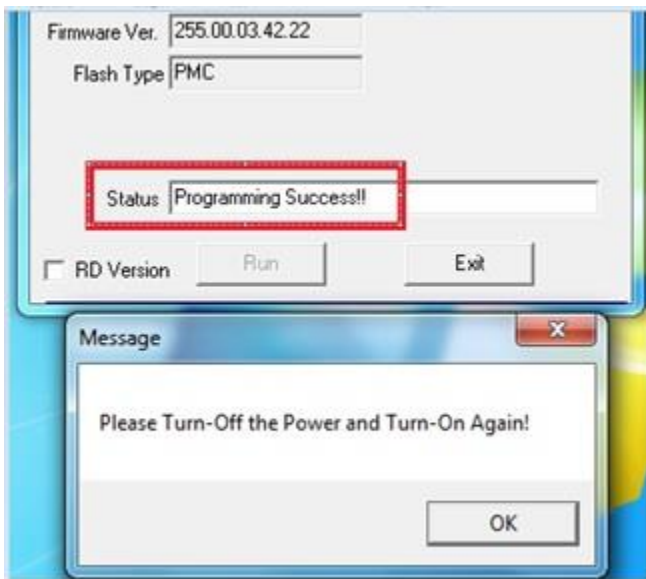 Firmware Ver. 255.00.03.42.22
Flash Type PMC
Status Programming Success!!
RD Version Run Exit
Message
Please Turn-Off the Power and Turn-On Again!
OK